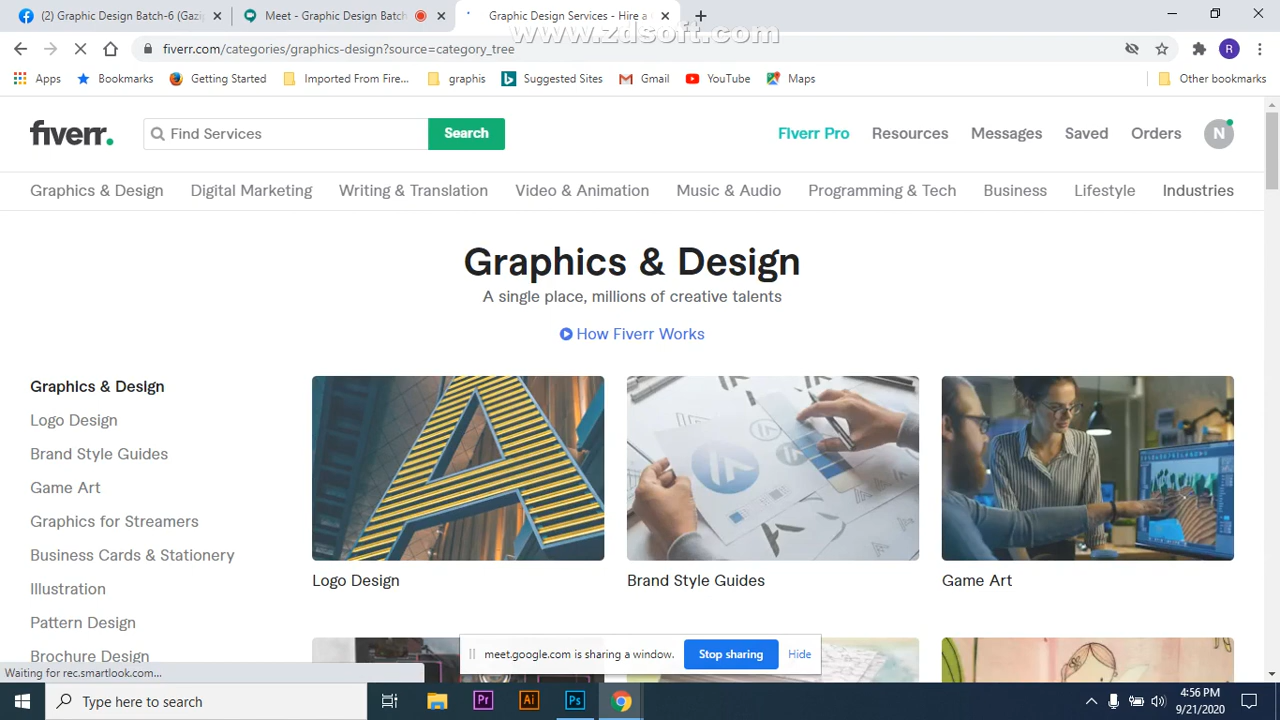 (2) Graphic Design Batch-6 (Gazi
Meet - Graphic Design Batch
Graphic Design Services - Hire a
www.zdsoft.com
fiverr.com/categories/graphics-design?source=category_tree
R
Apps
Bookmarks
Getting Started
Imported From Fire...
graphis
Suggested Sites
Gmail
YouTube
Maps
Other bookmarks
fiverr.
Find Services
Search
Fiverr Pro
Resources
Messages
Saved
Orders
N
Graphics & Design
Digital Marketing
Writing & Translation
Video & Animation
Music & Audio
Programming & Tech
Business
Lifestyle
Industries
Graphics & Design
A single place, millions of creative talents
How Fiverr Works
Graphics & Design
Logo Design
Brand Style Guides
Game Art
Graphics for Streamers
Business Cards & Stationery
Illustration
Pattern Design
Brochure Design
Logo Design
Brand Style Guides
Game Art
meet.google.com is sharing a window.
Stop sharing
Hide
Waiting for rec.smartlook.com...
Type here to search
Pr
Ai
Ps
4:56 PM
9/21/2020